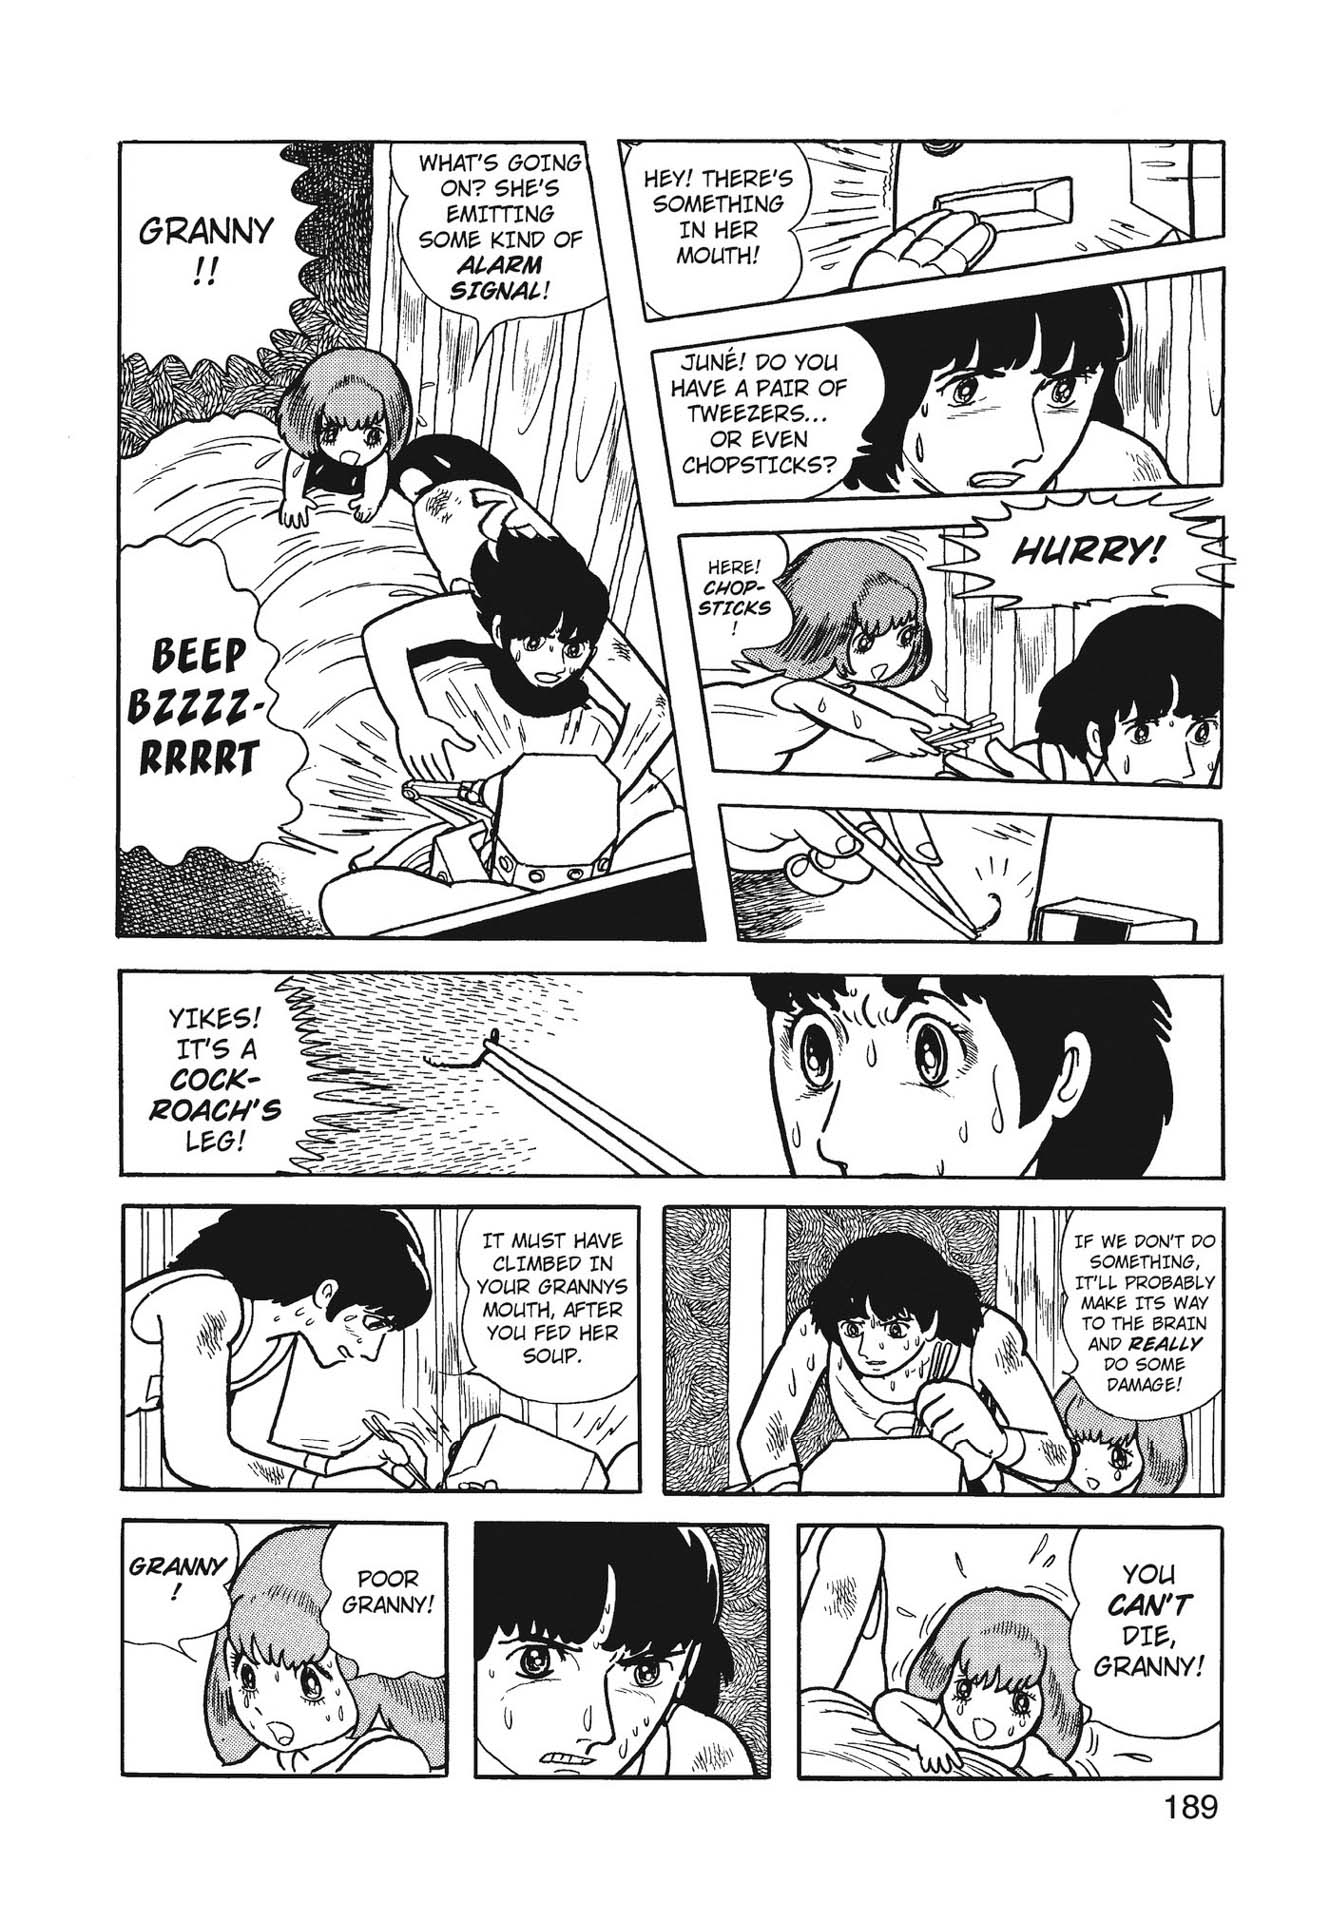 GRANNY
!!
WHAT'S GOING
ON? SHE'S
EMITTING
SOME KIND OF
ALARM
SIGNAL!
BEEP
BZZZZ-
RRRRT
HEY! THERE'S
SOMETHING
IN HER
MOUTH!
JUNÉ! DO YOU
HAVE A PAIR OF
TWEEZERS...
OR EVEN
CHOPSTICKS?
HERE!
CHOP-
STICKS
!
HURRY!
YIKES!
IT'S A
COCK-
ROACH'S
LEG!
IT MUST HAVE
CLIMBED IN
YOUR GRANNYS
MOUTH, AFTER
YOU FED HER
SOUP.
IF WE DON'T DO
SOMETHING,
IT'LL PROBABLY
MAKE ITS WAY
TO THE BRAIN
AND REALLY
DO SOME
DAMAGE!
GRANNY
!
POOR
GRANNY!
YOU
CAN'T
DIE,
GRANNY!
189